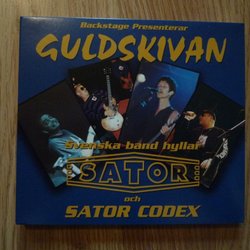 Backstage Presenterar
GULDSKIVAN
Svenska band hyllar
SATOR
och
SATOR CODEX